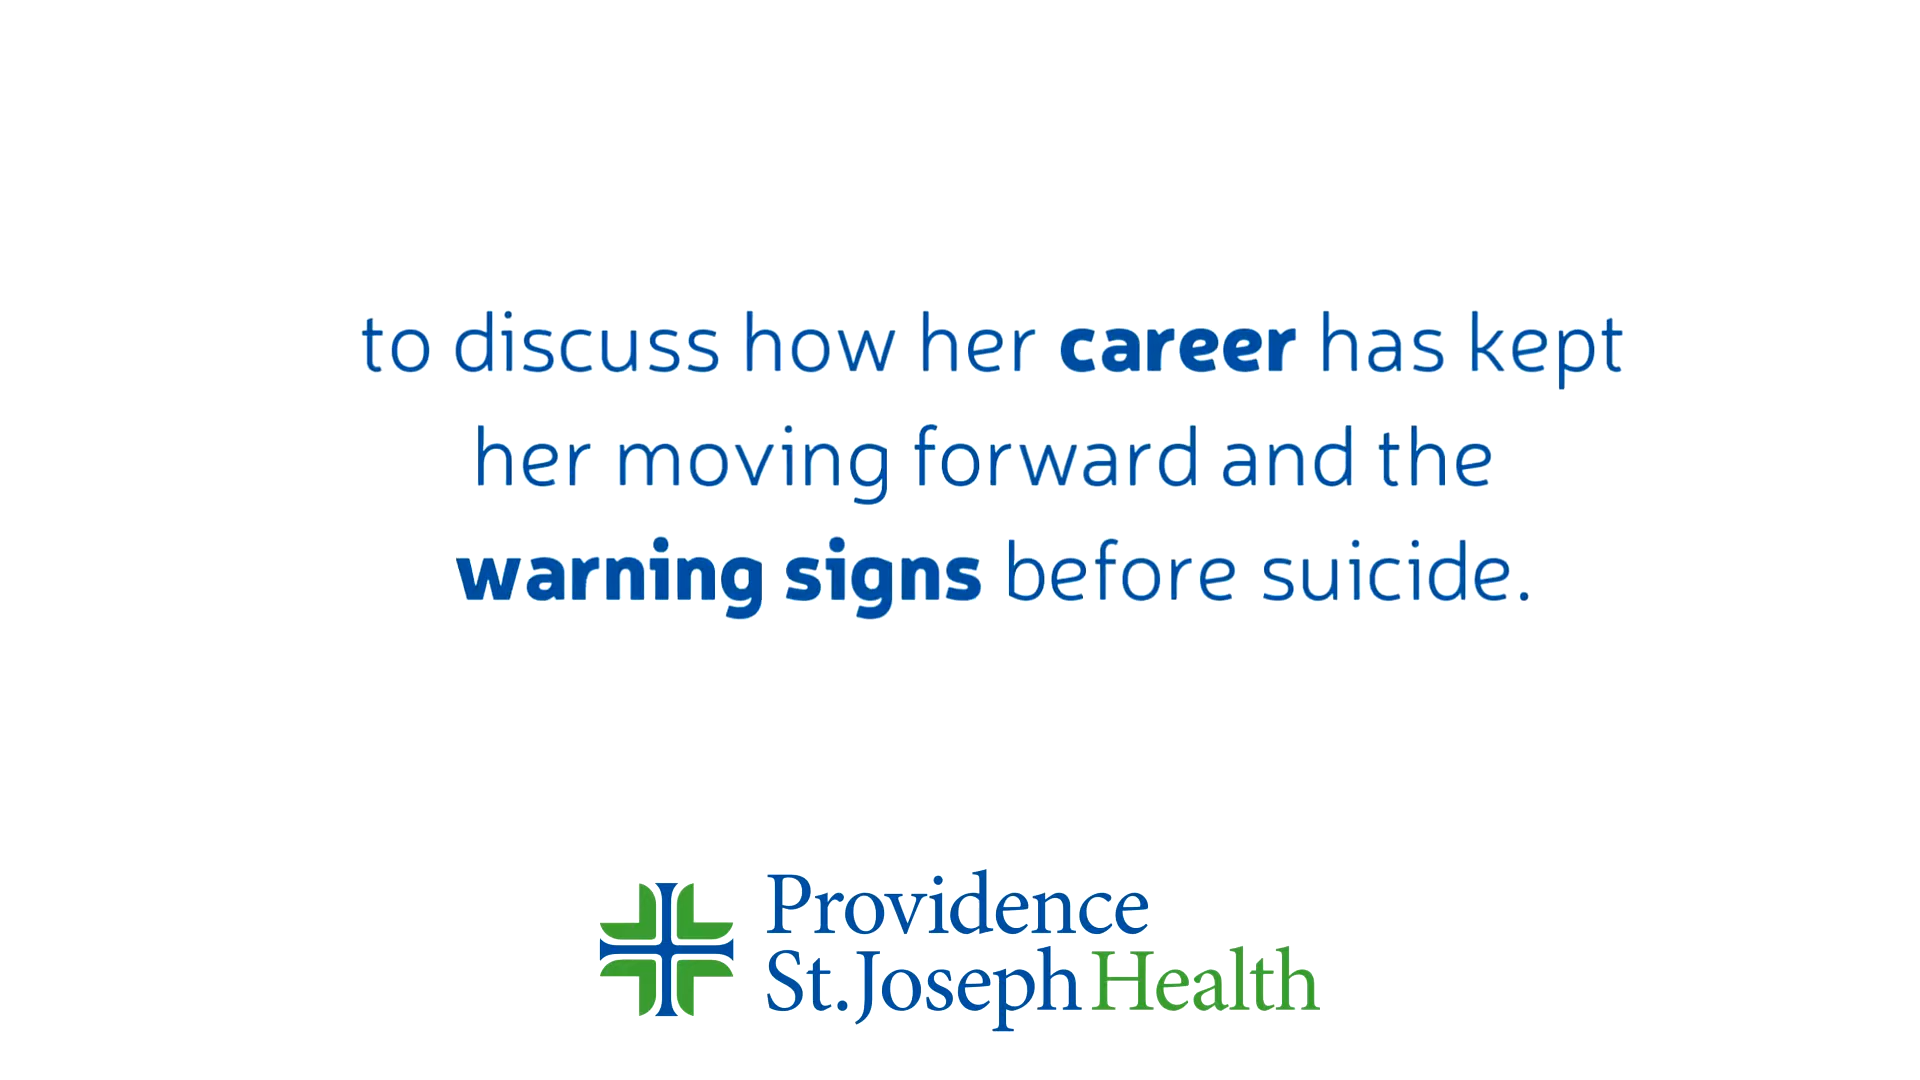 to discuss how her career has kept
her moving forward and the
warning signs before suicide.
Providence
St. Joseph Health